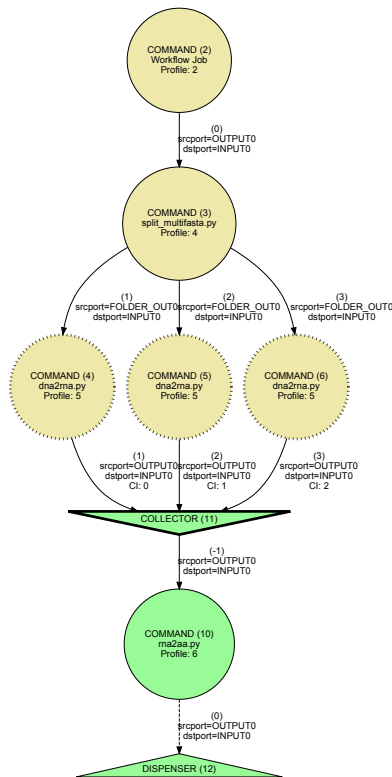 COMMAND (2)
Workflow Job
Profile: 2
(0)
srcport=OUTPUT0
dstport=INPUT0
COMMAND (3)
split_multifasta.py
Profile: 4
(1)
srcport=FOLDER_OUT0
dstport=INPUT0
(2)
srcport=FOLDER_OUT0
dstport=INPUT0
(3)
srcport=FOLDER_OUT0
dstport=INPUT0
COMMAND (4)
dna2rna.py
Profile: 5
COMMAND (5)
dna2rna.py
Profile: 5
COMMAND (6)
dna2rna.py
Profile: 5
(1)
srcport=OUTPUT0
dstport=INPUT0
CI: 0
(2)
srcport=OUTPUT0
dstport=INPUT0
CI: 1
(3)
srcport=OUTPUT0
dstport=INPUT0
CI: 2
COLLECTOR (11)
(-1)
srcport=OUTPUT0
dstport=INPUT0
COMMAND (10)
rna2aa.py
Profile: 6
(0)
srcport=OUTPUT0
dstport=INPUT0
DISPENSER (12)